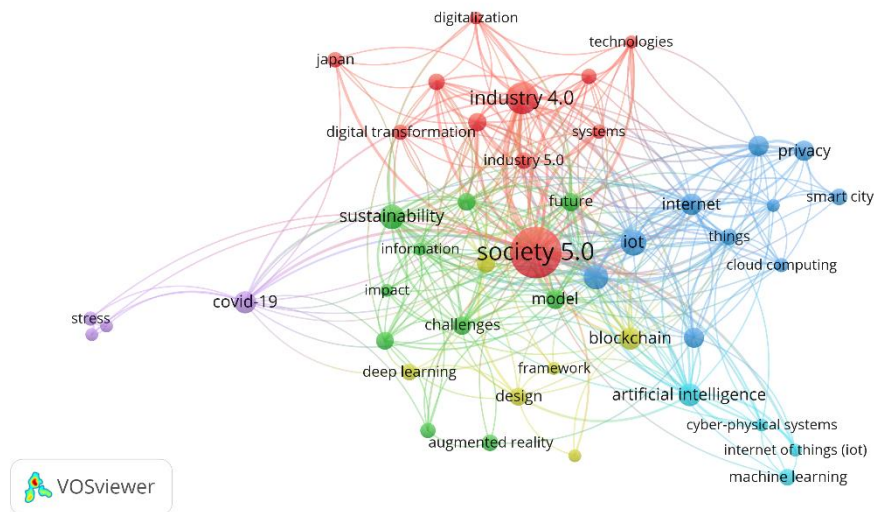 digitalization
technologies
japan
industry 4.0
digital transformation
systems
industry 5.0
privacy
smart city
sustainability
future
internet
things
information
society 5.0
iot
cloud computing
impact
model
stress
covid-19
challenges
blockchain
deep learning
framework
design
artificial intelligence
cyber-physical systems
augmented reality
internet of things (iot)
machine learning
VOSviewer